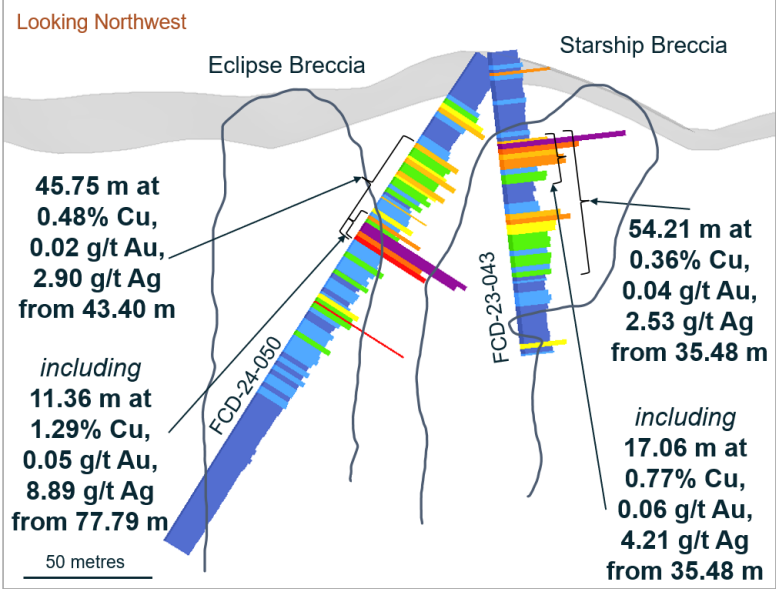 Looking Northwest
Eclipse Breccia
Starship Breccia
45.75 m at
0.48% Cu,
0.02 g/t Au,
2.90 g/t Ag
from 43.40 m
including
11.36 m at
1.29% Cu,
0.05 g/t Au,
8.89 g/t Ag
from 77.79 m
FCD-24-050
FCD-23-043
54.21 m at
0.36% Cu,
0.04 g/t Au,
2.53 g/t Ag
from 35.48 m
including
17.06 m at
0.77% Cu,
0.06 g/t Au,
4.21 g/t Ag
from 35.48 m
50 metres